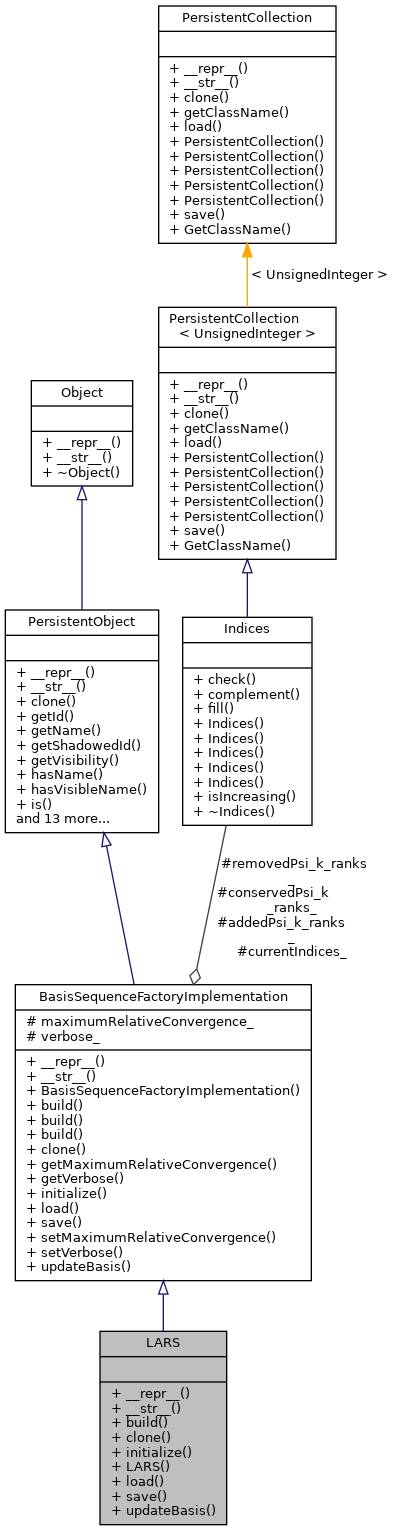 PersistentCollection
+ __repr__()
+ __str__()
+ clone()
+ getClassName()
+ load()
+ PersistentCollection()
+ PersistentCollection()
+ PersistentCollection()
+ PersistentCollection()
+ PersistentCollection()
+ save()
+ GetClassName()
< UnsignedInteger >
PersistentCollection
< UnsignedInteger >
+ __repr__()
+ __str__()
+ clone()
+ getClassName()
+ load()
+ PersistentCollection()
+ PersistentCollection()
+ PersistentCollection()
+ PersistentCollection()
+ PersistentCollection()
+ save()
+ GetClassName()
Object
+ __repr__()
+ __str__()
+ ~Object()
PersistentObject
+ __repr__()
+ __str__()
+ clone()
+ getId()
+ getName()
+ getShadowedId()
+ getVisibility()
+ hasName()
+ hasVisibleName()
+ is()
and 13 more...
Indices
+ check()
+ complement()
+ fill()
+ Indices()
+ Indices()
+ Indices()
+ Indices()
+ Indices()
+ isIncreasing()
+ ~Indices()
#removedPsi_k_ranks
_
#conservedPsi_k
_ranks_
#addedPsi_k_ranks
_
#currentIndices_
BasisSequenceFactoryImplementation
# maximumRelativeConvergence_
# verbose_
+ __repr__()
+ __str__()
+ BasisSequenceFactoryImplementation()
+ build()
+ build()
+ build()
+ clone()
+ getMaximumRelativeConvergence()
+ getVerbose()
+ initialize()
+ load()
+ save()
+ setMaximumRelativeConvergence()
+ setVerbose()
+ updateBasis()
LARS
+ __repr__()
+ __str__()
+ build()
+ clone()
+ initialize()
+ LARS()
+ load()
+ save()
+ updateBasis()